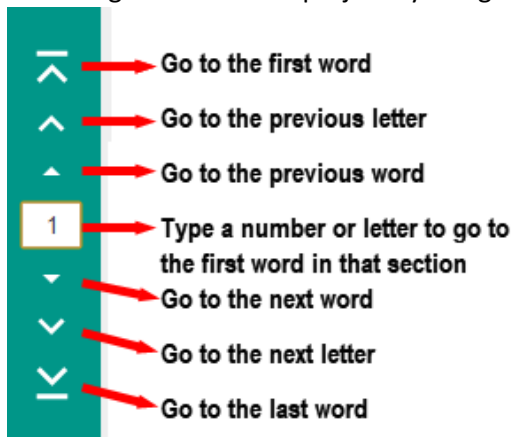 Go to the first word
Go to the previous letter
Go to the previous word
1
Type a number or letter to go to
the first word in that section
Go to the next word
Go to the next letter
Go to the last word